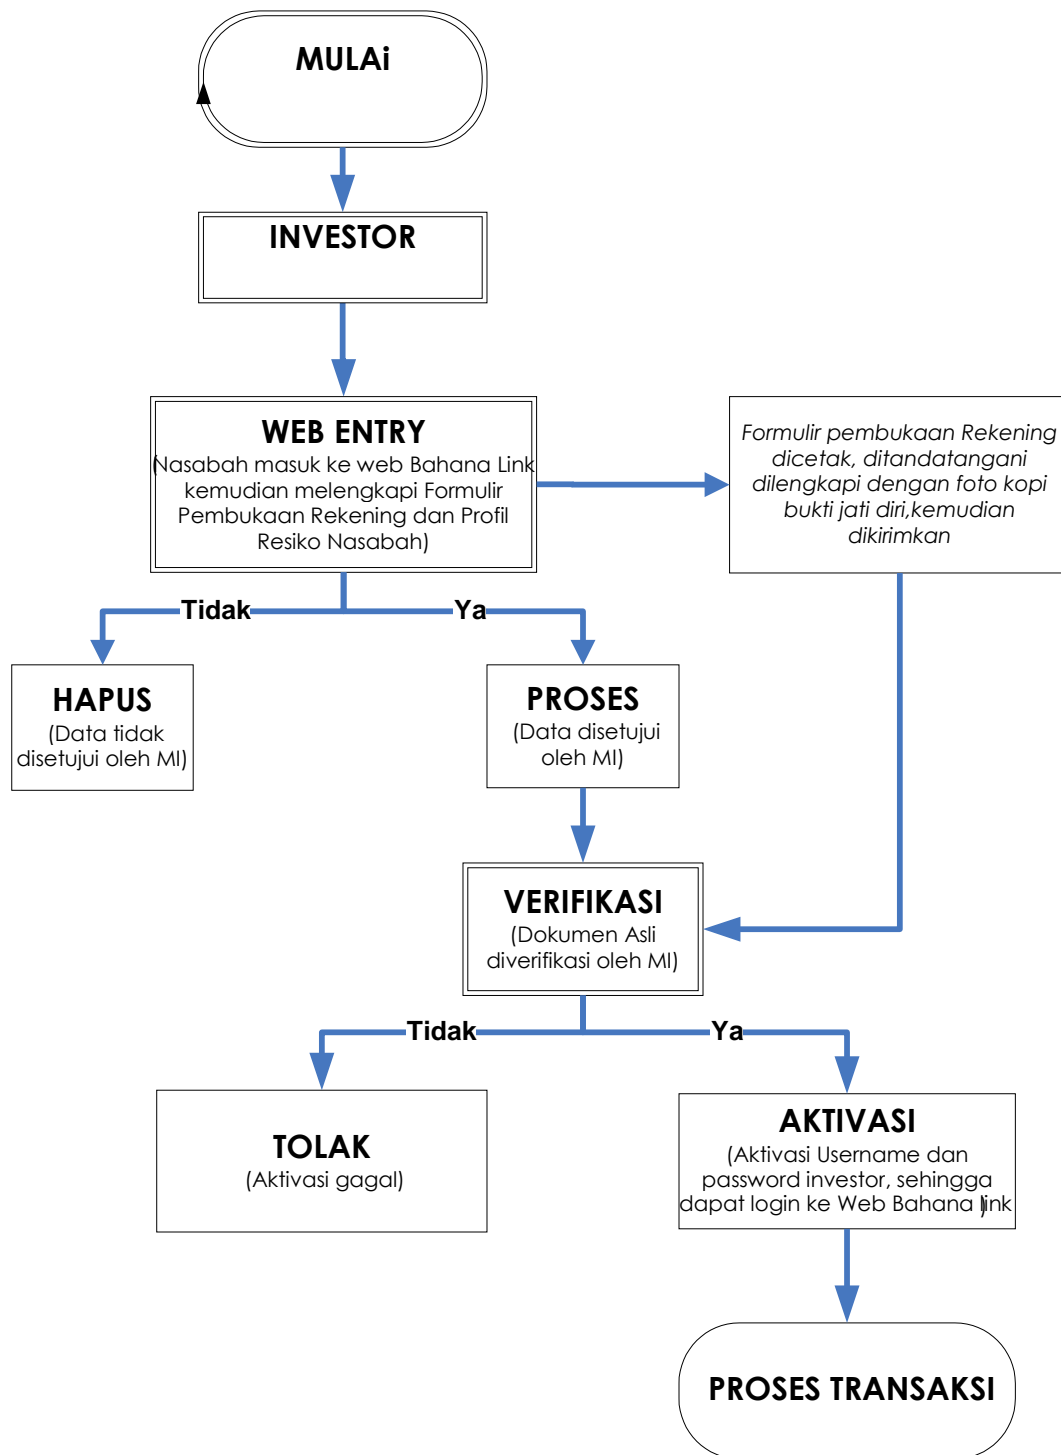 MULAi
INVESTOR
WEB ENTRY
(Nasabah masuk ke web Bahana Link
kemudian melengkapi Formulir
Pembukaan Rekening dan Profil
Resiko Nasabah)
Formulir pembukaan Rekening
dicetak, ditandatangani
dilengkapi dengan foto kopi
bukti jati diri,kemudian
dikirimkan
Tidak
Ya
HAPUS
(Data tidak
disetujui oleh MI)
PROSES
(Data disetujui
oleh MI)
VERIFIKASI
(Dokumen Asli
diverifikasi oleh MI)
Tidak
Ya
TOLAK
(Aktivasi gagal)
AKTIVASI
(Aktivasi Username dan
password investor, sehingga
dapat login ke Web Bahana link)
PROSES TRANSAKSI